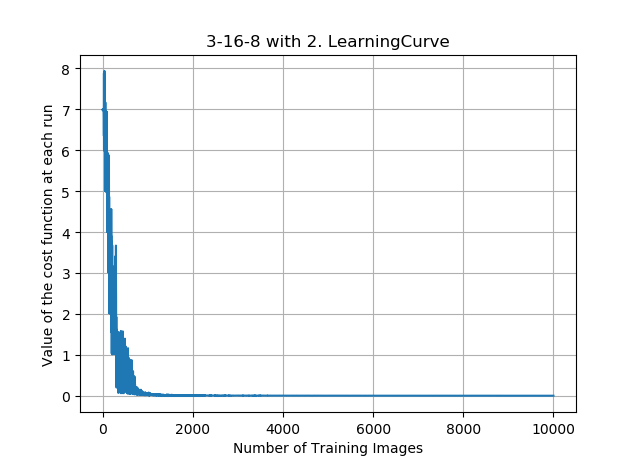 3-16-8 with 2. LearningCurve
Value of the cost function at each run
8
7
6
5
4
3
2
1
0
0 2000 4000 6000 8000 10000
Number of Training Images